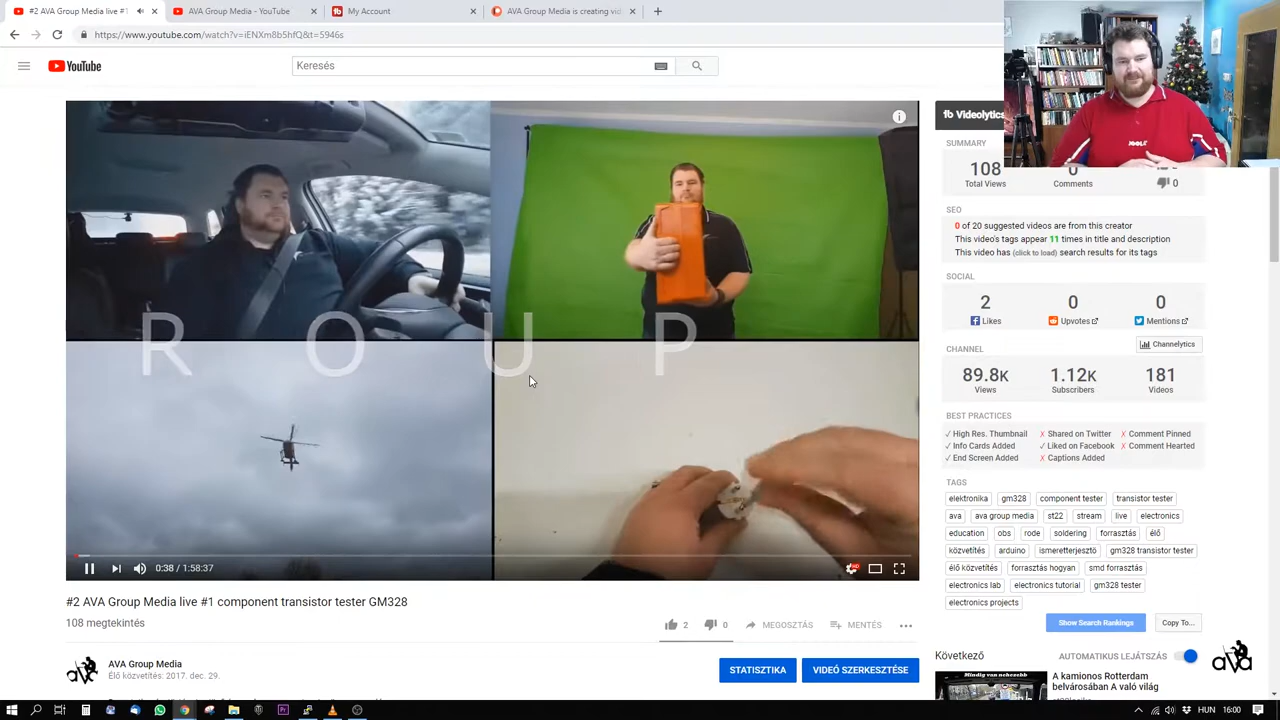 #2 AVA Group Media live #1
AVA Group Media - YouTube
My Account
AVA Group Media is creating vid
https://www.youtube.com/watch?v=iENXm8b5hfQ&t=5946s
YouTube
Keresés
R O U P
0:38 / 1:58:37
HD
#2 AVA Group Media live #1 component transistor tester GM328
108 megtekintés
2
0
MEGOSZTÁS
MENTÉS
AVA Group Media
Élő közvetítés: 2017. dec. 29.
STATISZTIKA
VIDEÓ SZERKESZTÉSE
JOOLA
tb Videolytics
SUMMARY
108
Total Views
0
Comments
0
SEO
0 of 20 suggested videos are from this creator
This video's tags appear 11 times in title and description
This video has (click to load) search results for its tags
SOCIAL
2 0 0
Likes Upvotes Mentions
CHANNEL
Channelytics
89.8K 1.12K 181
Views Subscribers Videos
BEST PRACTICES
✓ High Res. Thumbnail ✗ Shared on Twitter ✗ Comment Pinned
✓ Info Cards Added ✓ Liked on Facebook ✗ Comment Hearted
✓ End Screen Added ✗ Captions Added
TAGS
elektronika gm328 component tester transistor tester
ava ava group media st22 stream live electronics
education obs rode soldering forrasztás élő
közvetítés arduino ismeretterjesztő gm328 transistor tester
élő közvetítés forrasztás hogyan smd forrasztás
electronics lab electronics tutorial gm328 tester
electronics projects
Show Search Rankings Copy To...
Következő
AUTOMATIKUS LEJÁTSZÁS
Mindig van nehezebb
A kamionos Rotterdam
belvárosában A való világ
ava
HUN 16:00